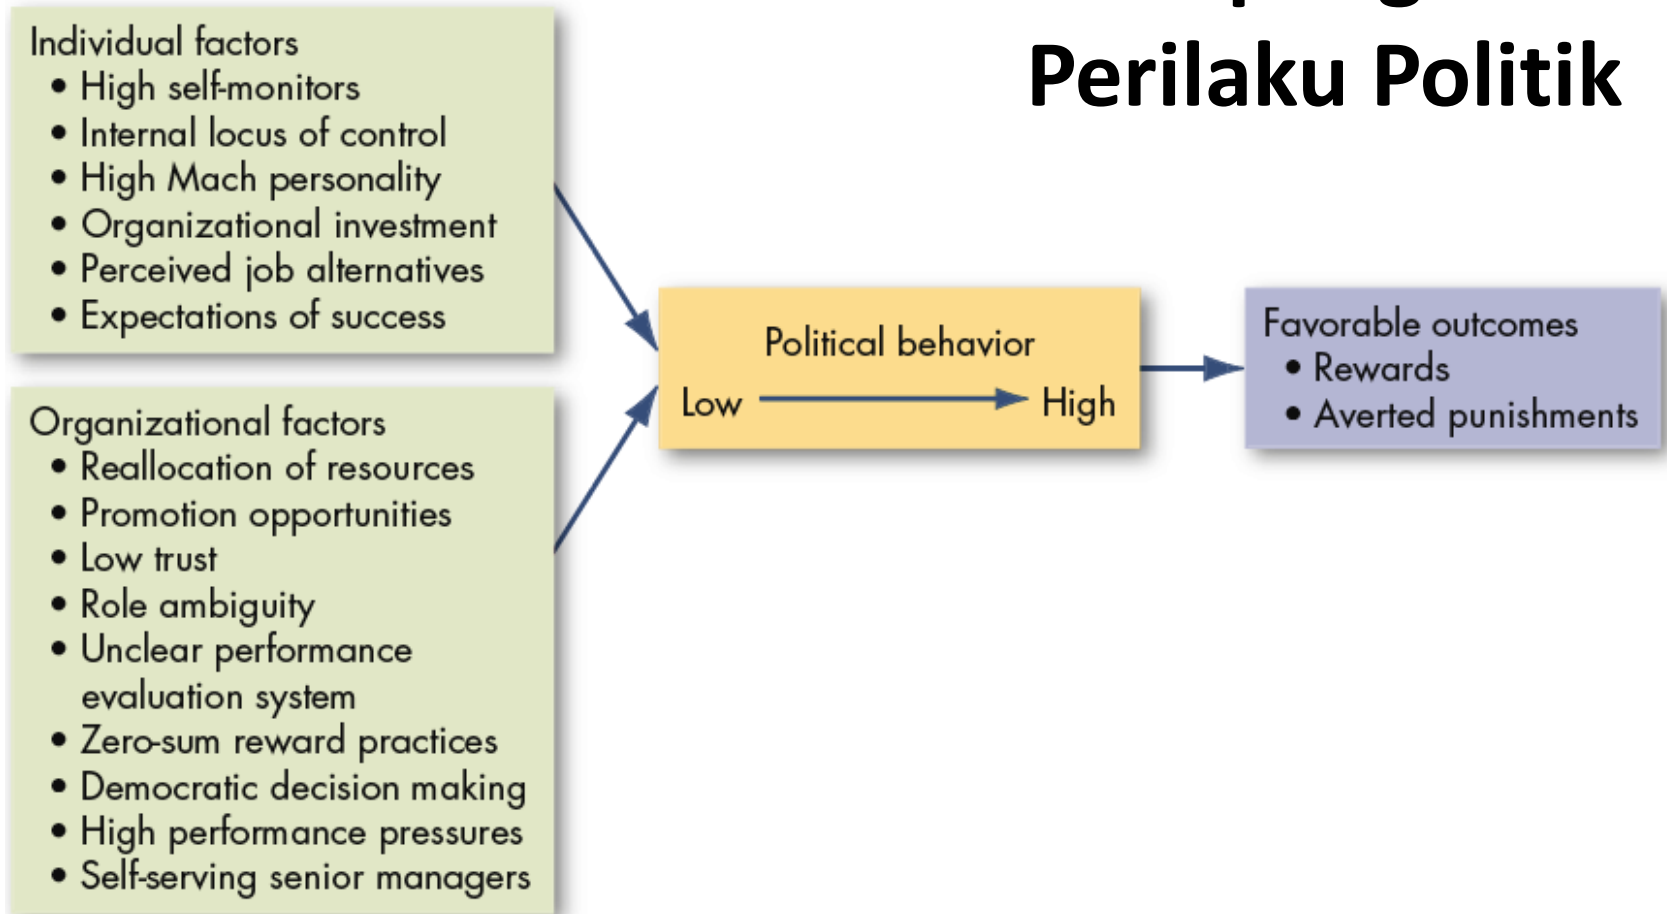 Perilaku Politik
Individual factors
• High self-monitors
• Internal locus of control
• High Mach personality
• Organizational investment
• Perceived job alternatives
• Expectations of success
Organizational factors
• Reallocation of resources
• Promotion opportunities
• Low trust
• Role ambiguity
• Unclear performance
evaluation system
• Zero-sum reward practices
• Democratic decision making
• High performance pressures
• Self-serving senior managers
Political behavior
Low High
Favorable outcomes
• Rewards
• Averted punishments